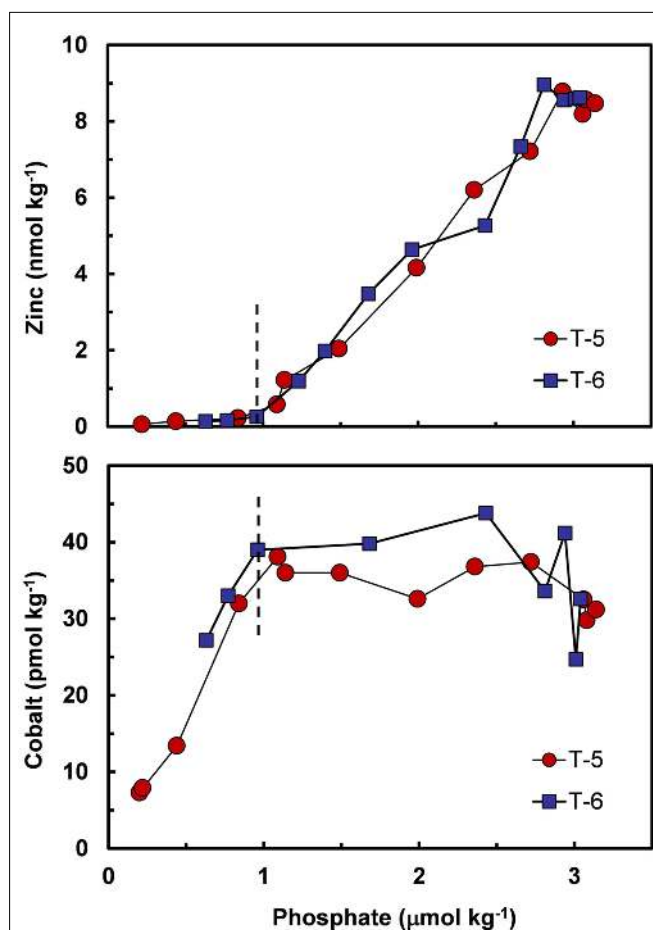 10
8
6
4
2
0
Zinc (nmol kg⁻¹)
T-5
T-6
50
40
30
20
10
0
Cobalt (pmol kg⁻¹)
T-5
T-6
0 1 2 3
Phosphate (μmol kg⁻¹)